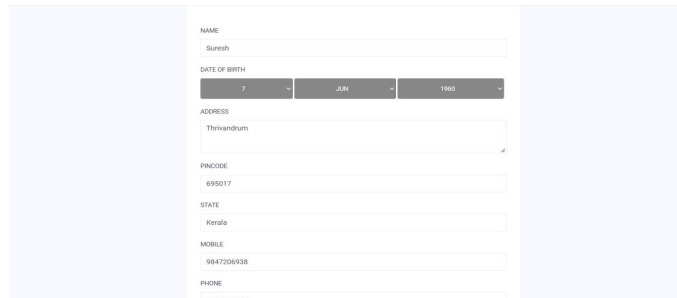 NAME
Suresh
DATE OF BIRTH
7 JUN 1960
ADDRESS
Thrivandrum
PINCODE
695017
STATE
Kerala
MOBILE
9847206938
PHONE